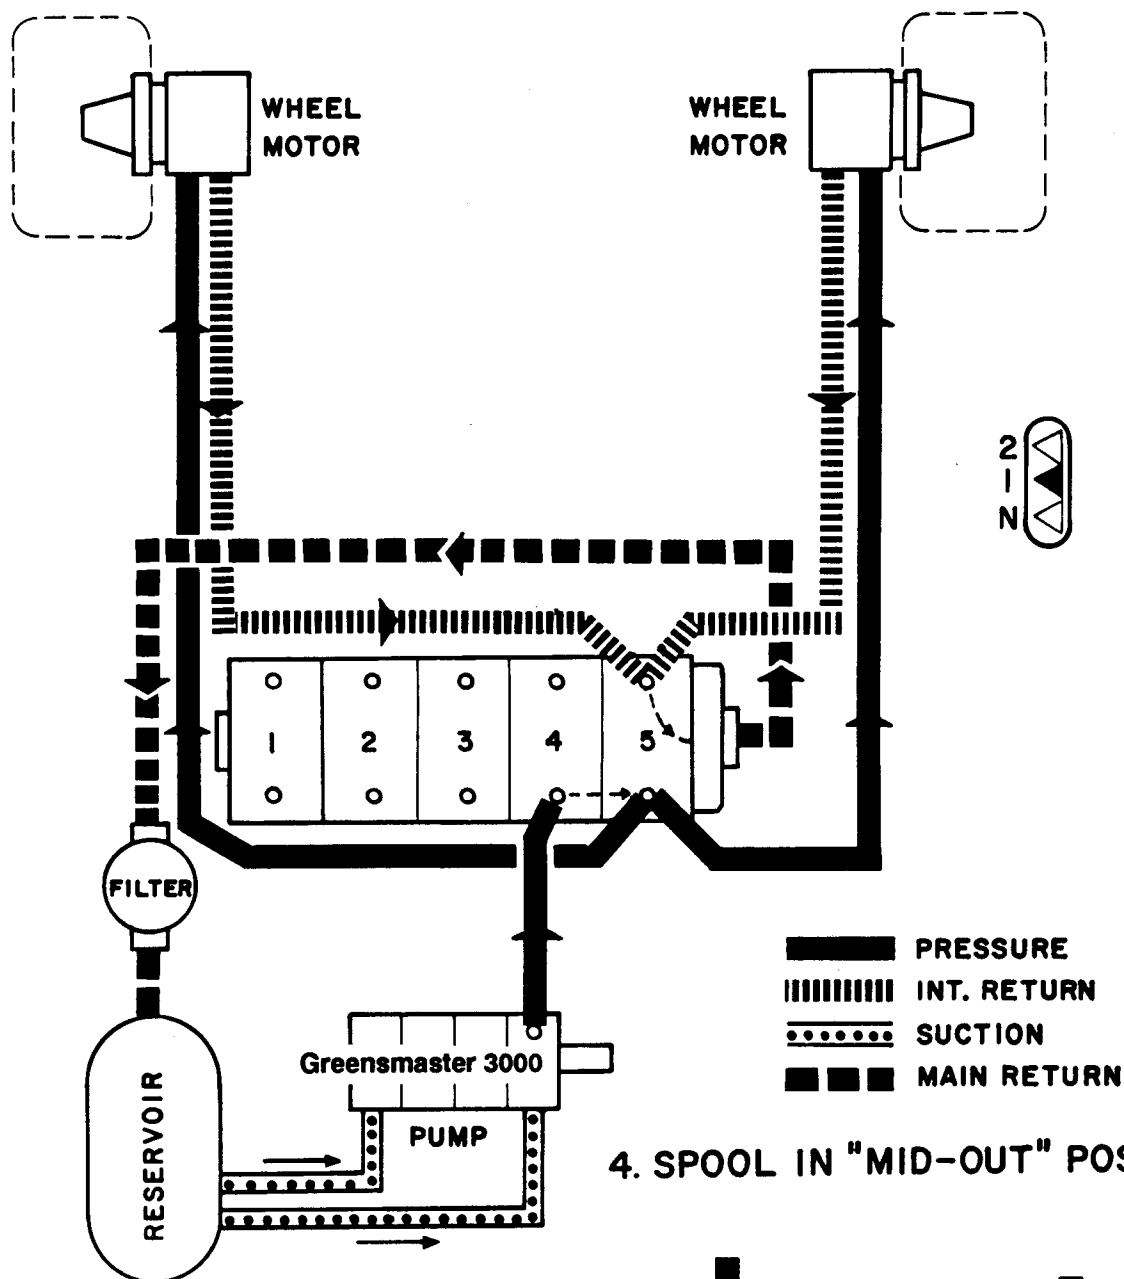 WHEEL
MOTOR
WHEEL
MOTOR
2
1
N
1 2 3 4 5
FILTER
PRESSURE
INT. RETURN
SUCTION
MAIN RETURN
Greensmaster 3000
PUMP
RESERVOIR
4. SPOOL IN "MID-OUT" POS